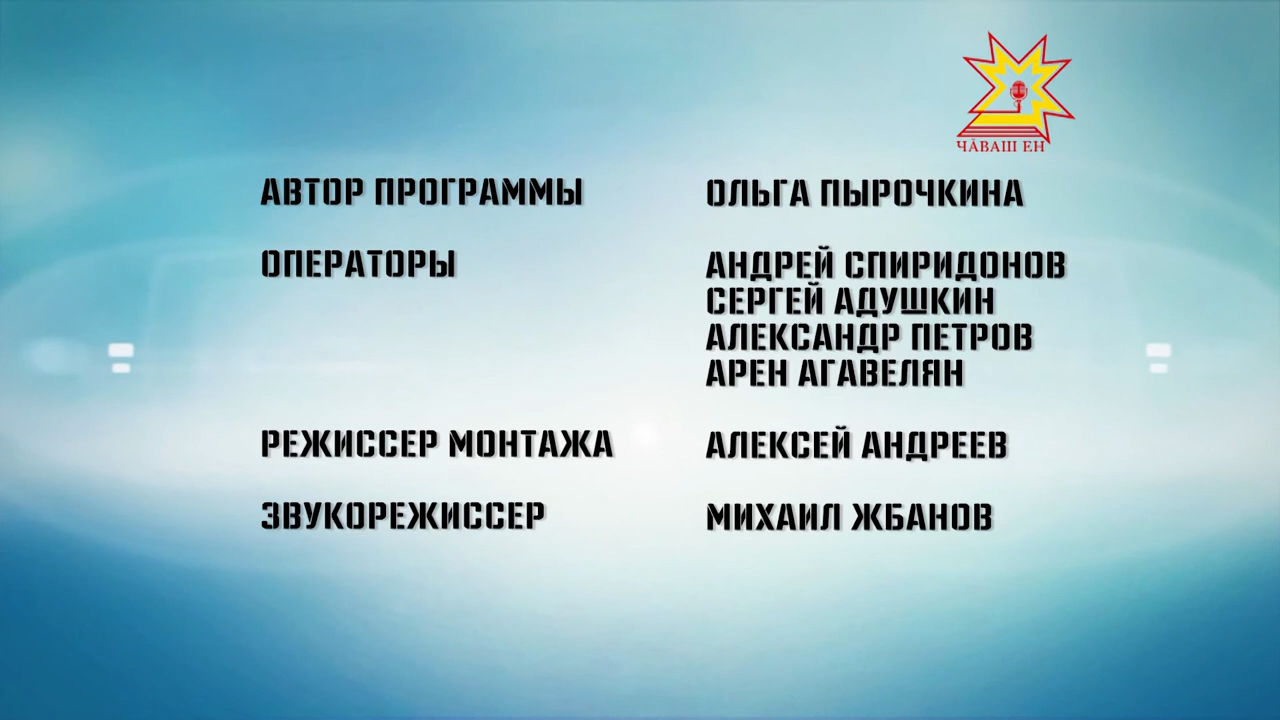 ЧӐВАШ ЕН
АВТОР ПРОГРАММЫ ОЛЬГА ПЫРОЧКИНА
ОПЕРАТОРЫ АНДРЕЙ СПИРИДОНОВ
СЕРГЕЙ АДУШКИН
АЛЕКСАНДР ПЕТРОВ
АРЕН АГАВЕЛЯН
РЕЖИССЕР МОНТАЖА АЛЕКСЕЙ АНДРЕЕВ
ЗВУКОРЕЖИССЕР МИХАИЛ ЖБАНОВ